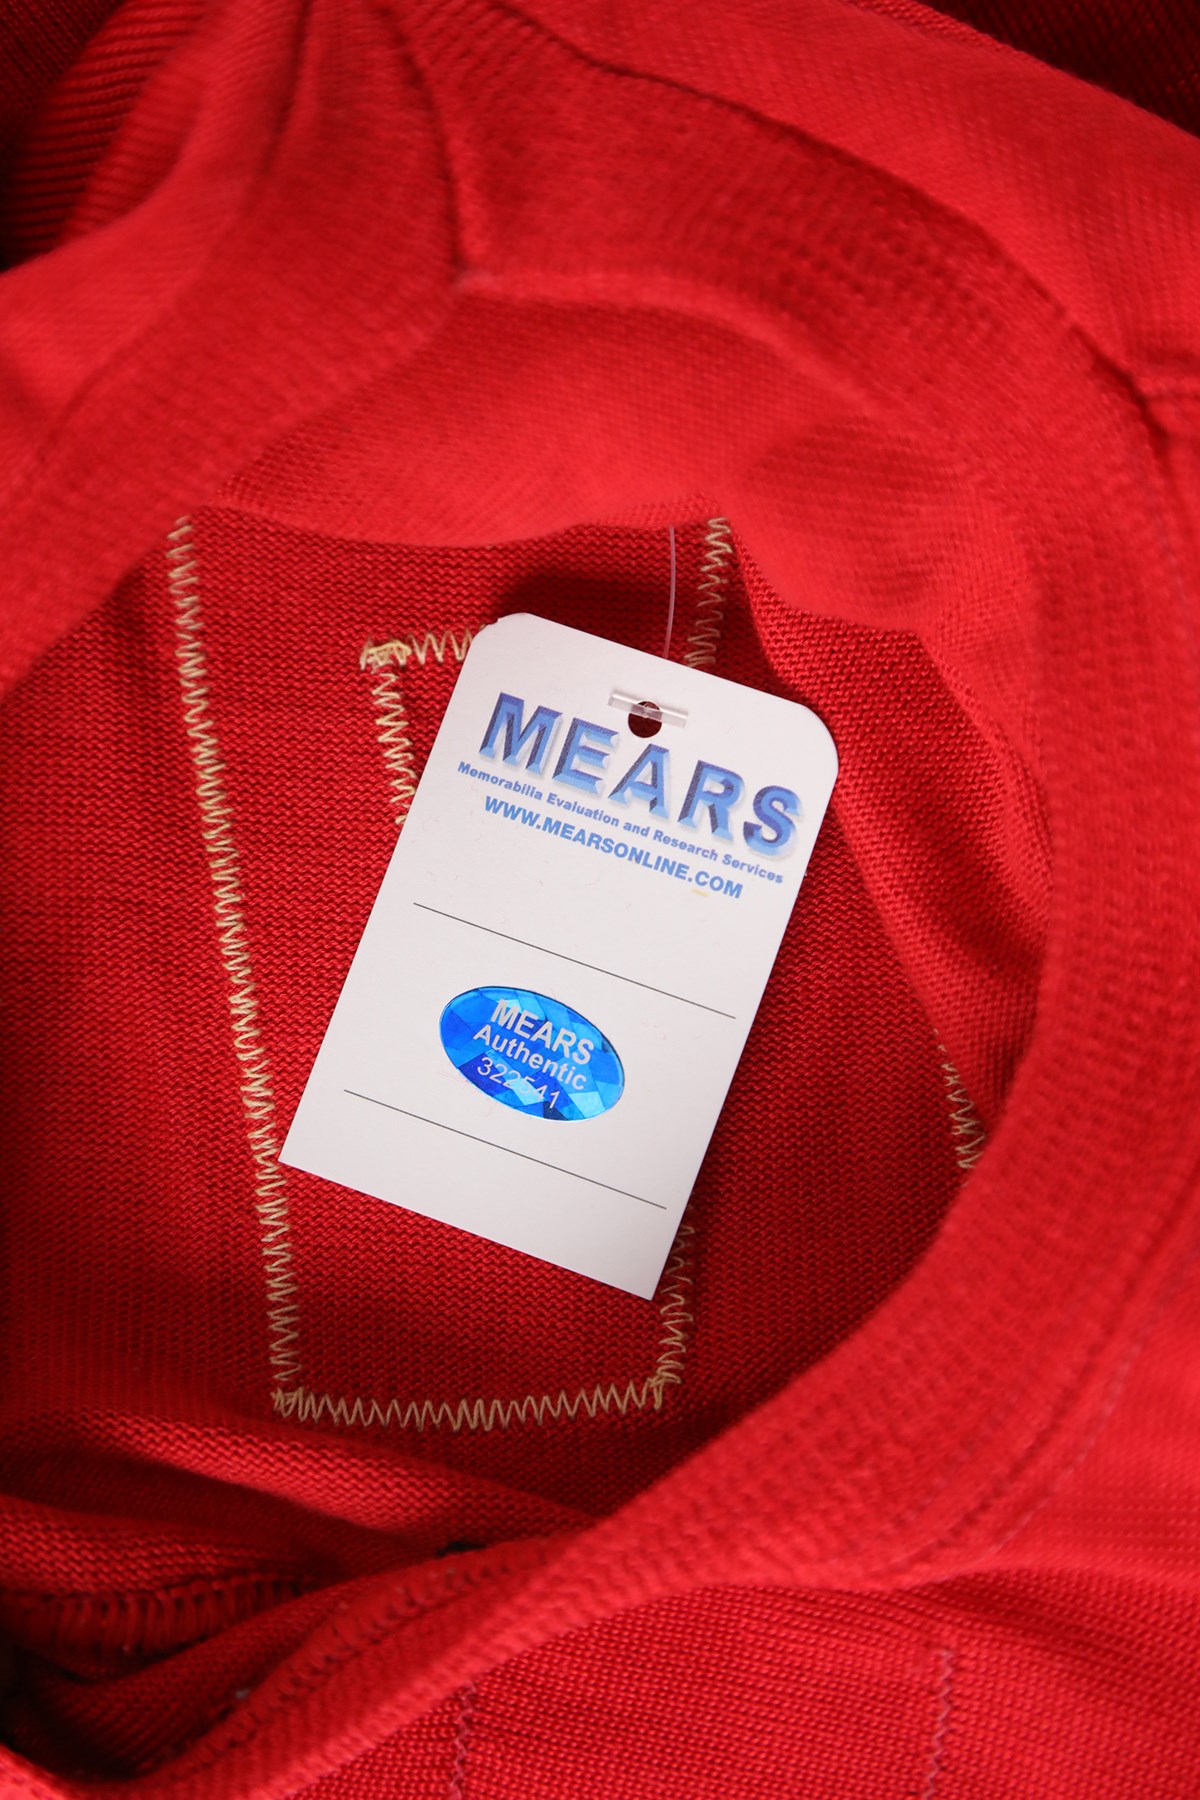 MEARS
Memorabilia Evaluation and Research Services
WWW.MEARSONLINE.COM
MEARS
Authentic
322541